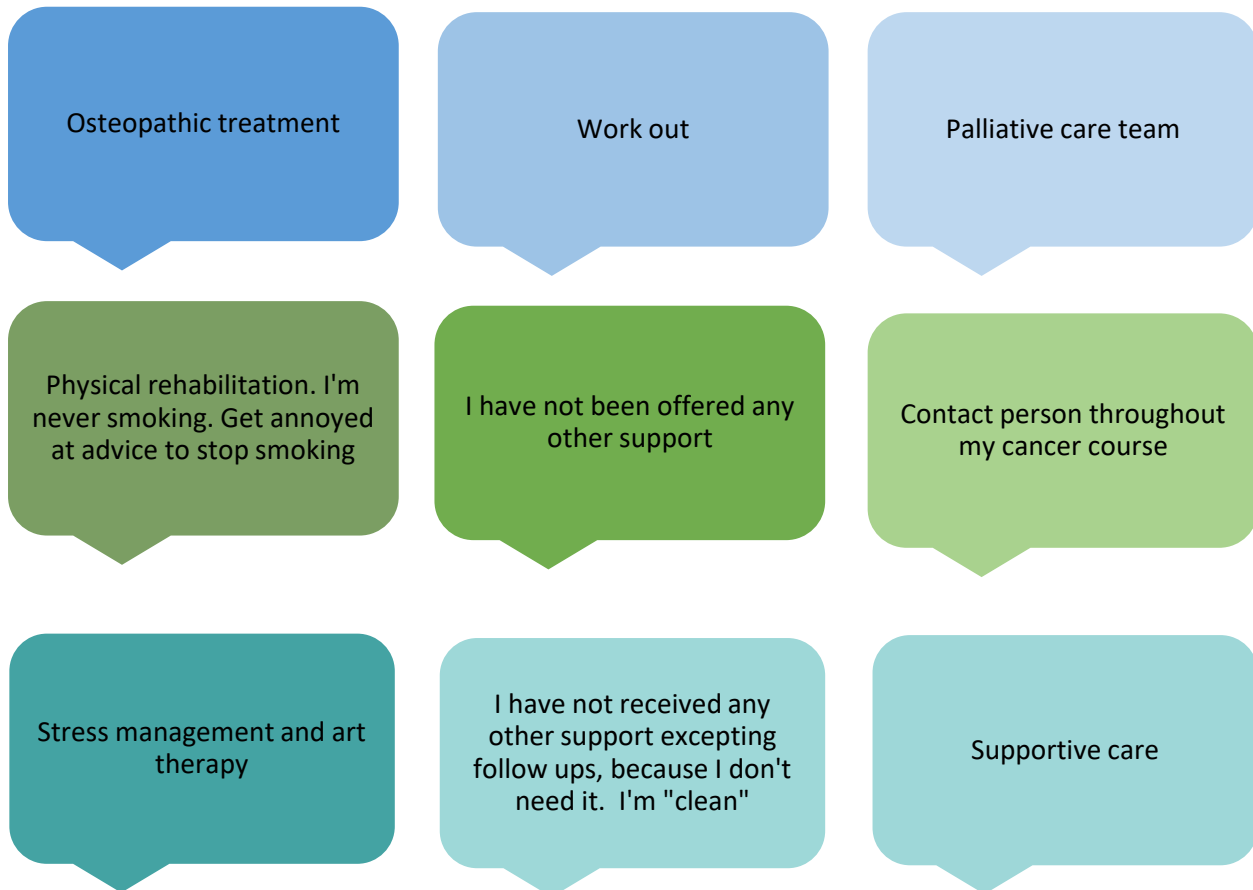 Osteopathic treatment
Work out
Palliative care team
Physical rehabilitation. I'm
never smoking. Get annoyed
at advice to stop smoking
I have not been offered any
other support
Contact person throughout
my cancer course
Stress management and art
therapy
I have not received any
other support excepting
follow ups, because I don't
need it.  I'm "clean"
Supportive care